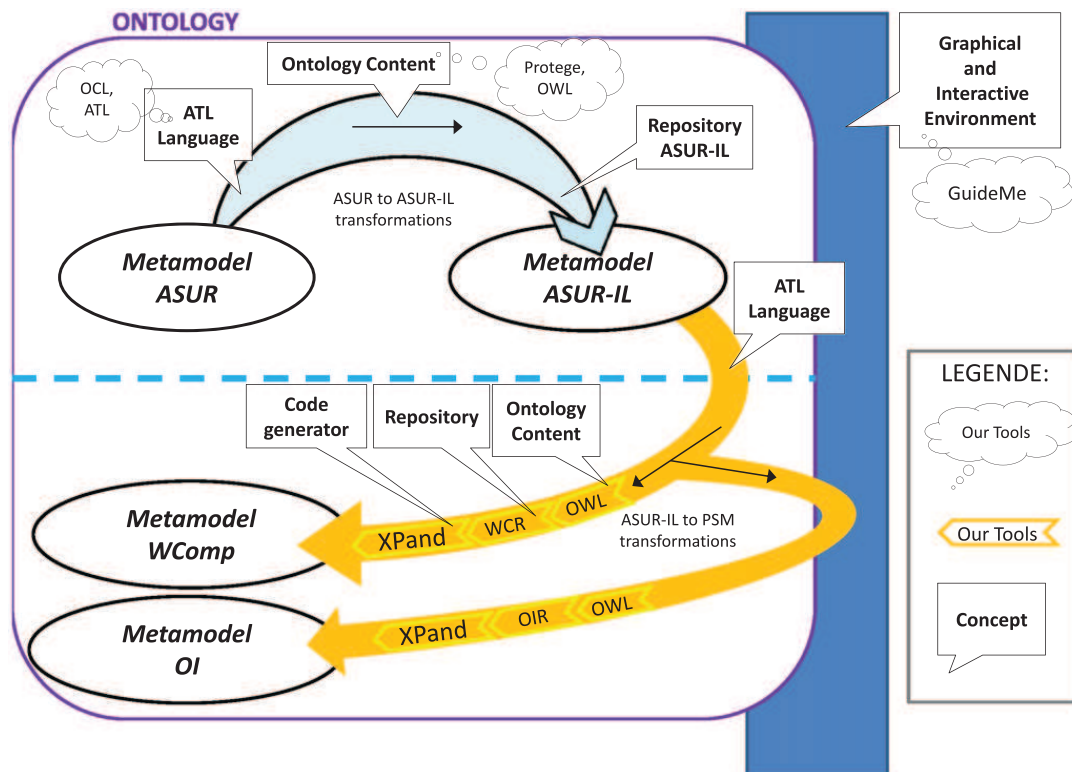 ONTOLOGY
OCL,
ATL
ATL
Language
Ontology Content
Protege,
OWL
Repository
ASUR-IL
Graphical
and
Interactive
Environment
GuideMe
ASUR to ASUR-IL
transformations
Metamodel
ASUR
Metamodel
ASUR-IL
ATL
Language
Code
generator
Repository
Ontology
Content
Metamodel
WComp
XPand
WCR
OWL
ASUR-IL to PSM
transformations
Metamodel
OI
XPand
OIR
OWL
LEGENDE:
Our Tools
Our Tools
Concept